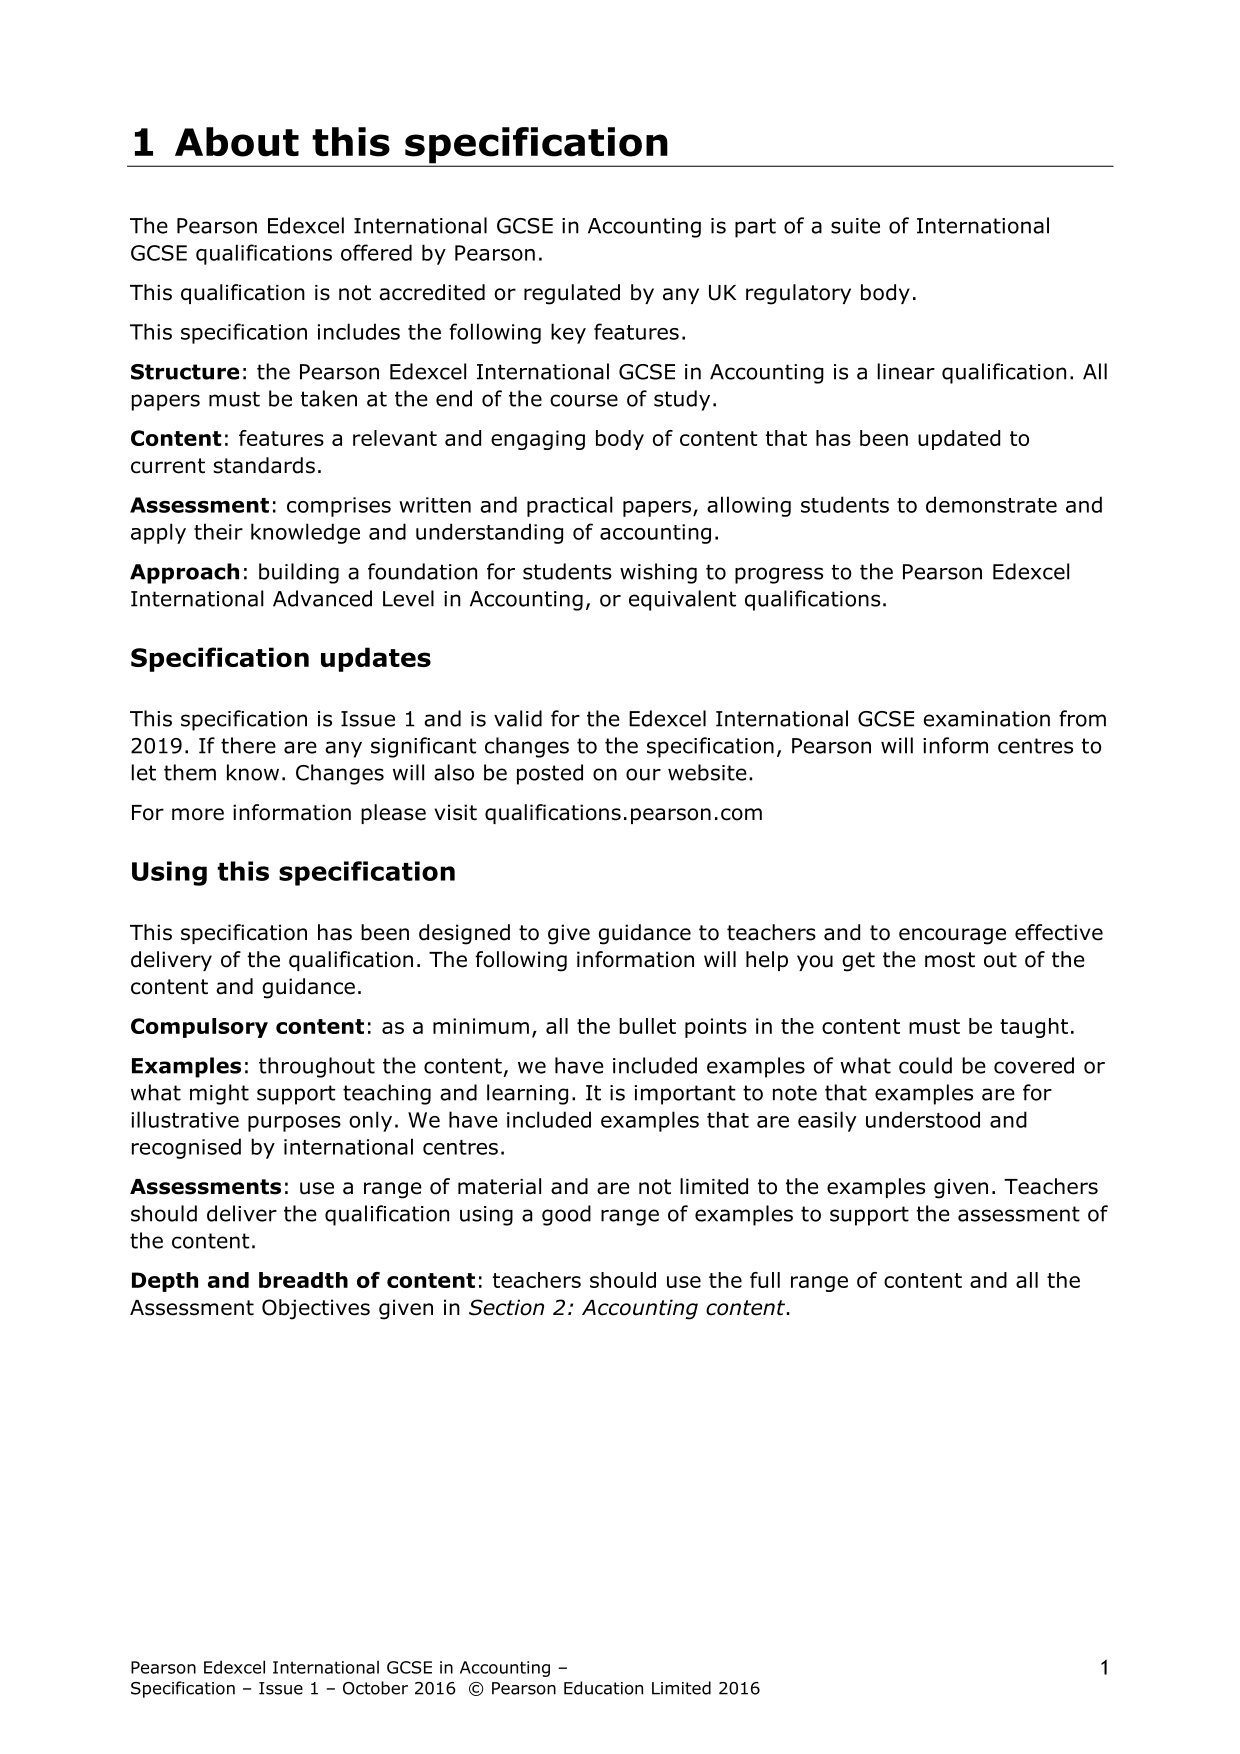 1 About this specification
The Pearson Edexcel International GCSE in Accounting is part of a suite of International
GCSE qualifications offered by Pearson.
This qualification is not accredited or regulated by any UK regulatory body.
This specification includes the following key features.
Structure: the Pearson Edexcel International GCSE in Accounting is a linear qualification. All
papers must be taken at the end of the course of study.
Content: features a relevant and engaging body of content that has been updated to
current standards.
Assessment: comprises written and practical papers, allowing students to demonstrate and
apply their knowledge and understanding of accounting.
Approach: building a foundation for students wishing to progress to the Pearson Edexcel
International Advanced Level in Accounting, or equivalent qualifications.
Specification updates
This specification is Issue 1 and is valid for the Edexcel International GCSE examination from
2019. If there are any significant changes to the specification, Pearson will inform centres to
let them know. Changes will also be posted on our website.
For more information please visit qualifications.pearson.com
Using this specification
This specification has been designed to give guidance to teachers and to encourage effective
delivery of the qualification. The following information will help you get the most out of the
content and guidance.
Compulsory content: as a minimum, all the bullet points in the content must be taught.
Examples: throughout the content, we have included examples of what could be covered or
what might support teaching and learning. It is important to note that examples are for
illustrative purposes only. We have included examples that are easily understood and
recognised by international centres.
Assessments: use a range of material and are not limited to the examples given. Teachers
should deliver the qualification using a good range of examples to support the assessment of
the content.
Depth and breadth of content: teachers should use the full range of content and all the
Assessment Objectives given in Section 2: Accounting content.
Pearson Edexcel International GCSE in Accounting –
Specification – Issue 1 – October 2016 © Pearson Education Limited 2016
1